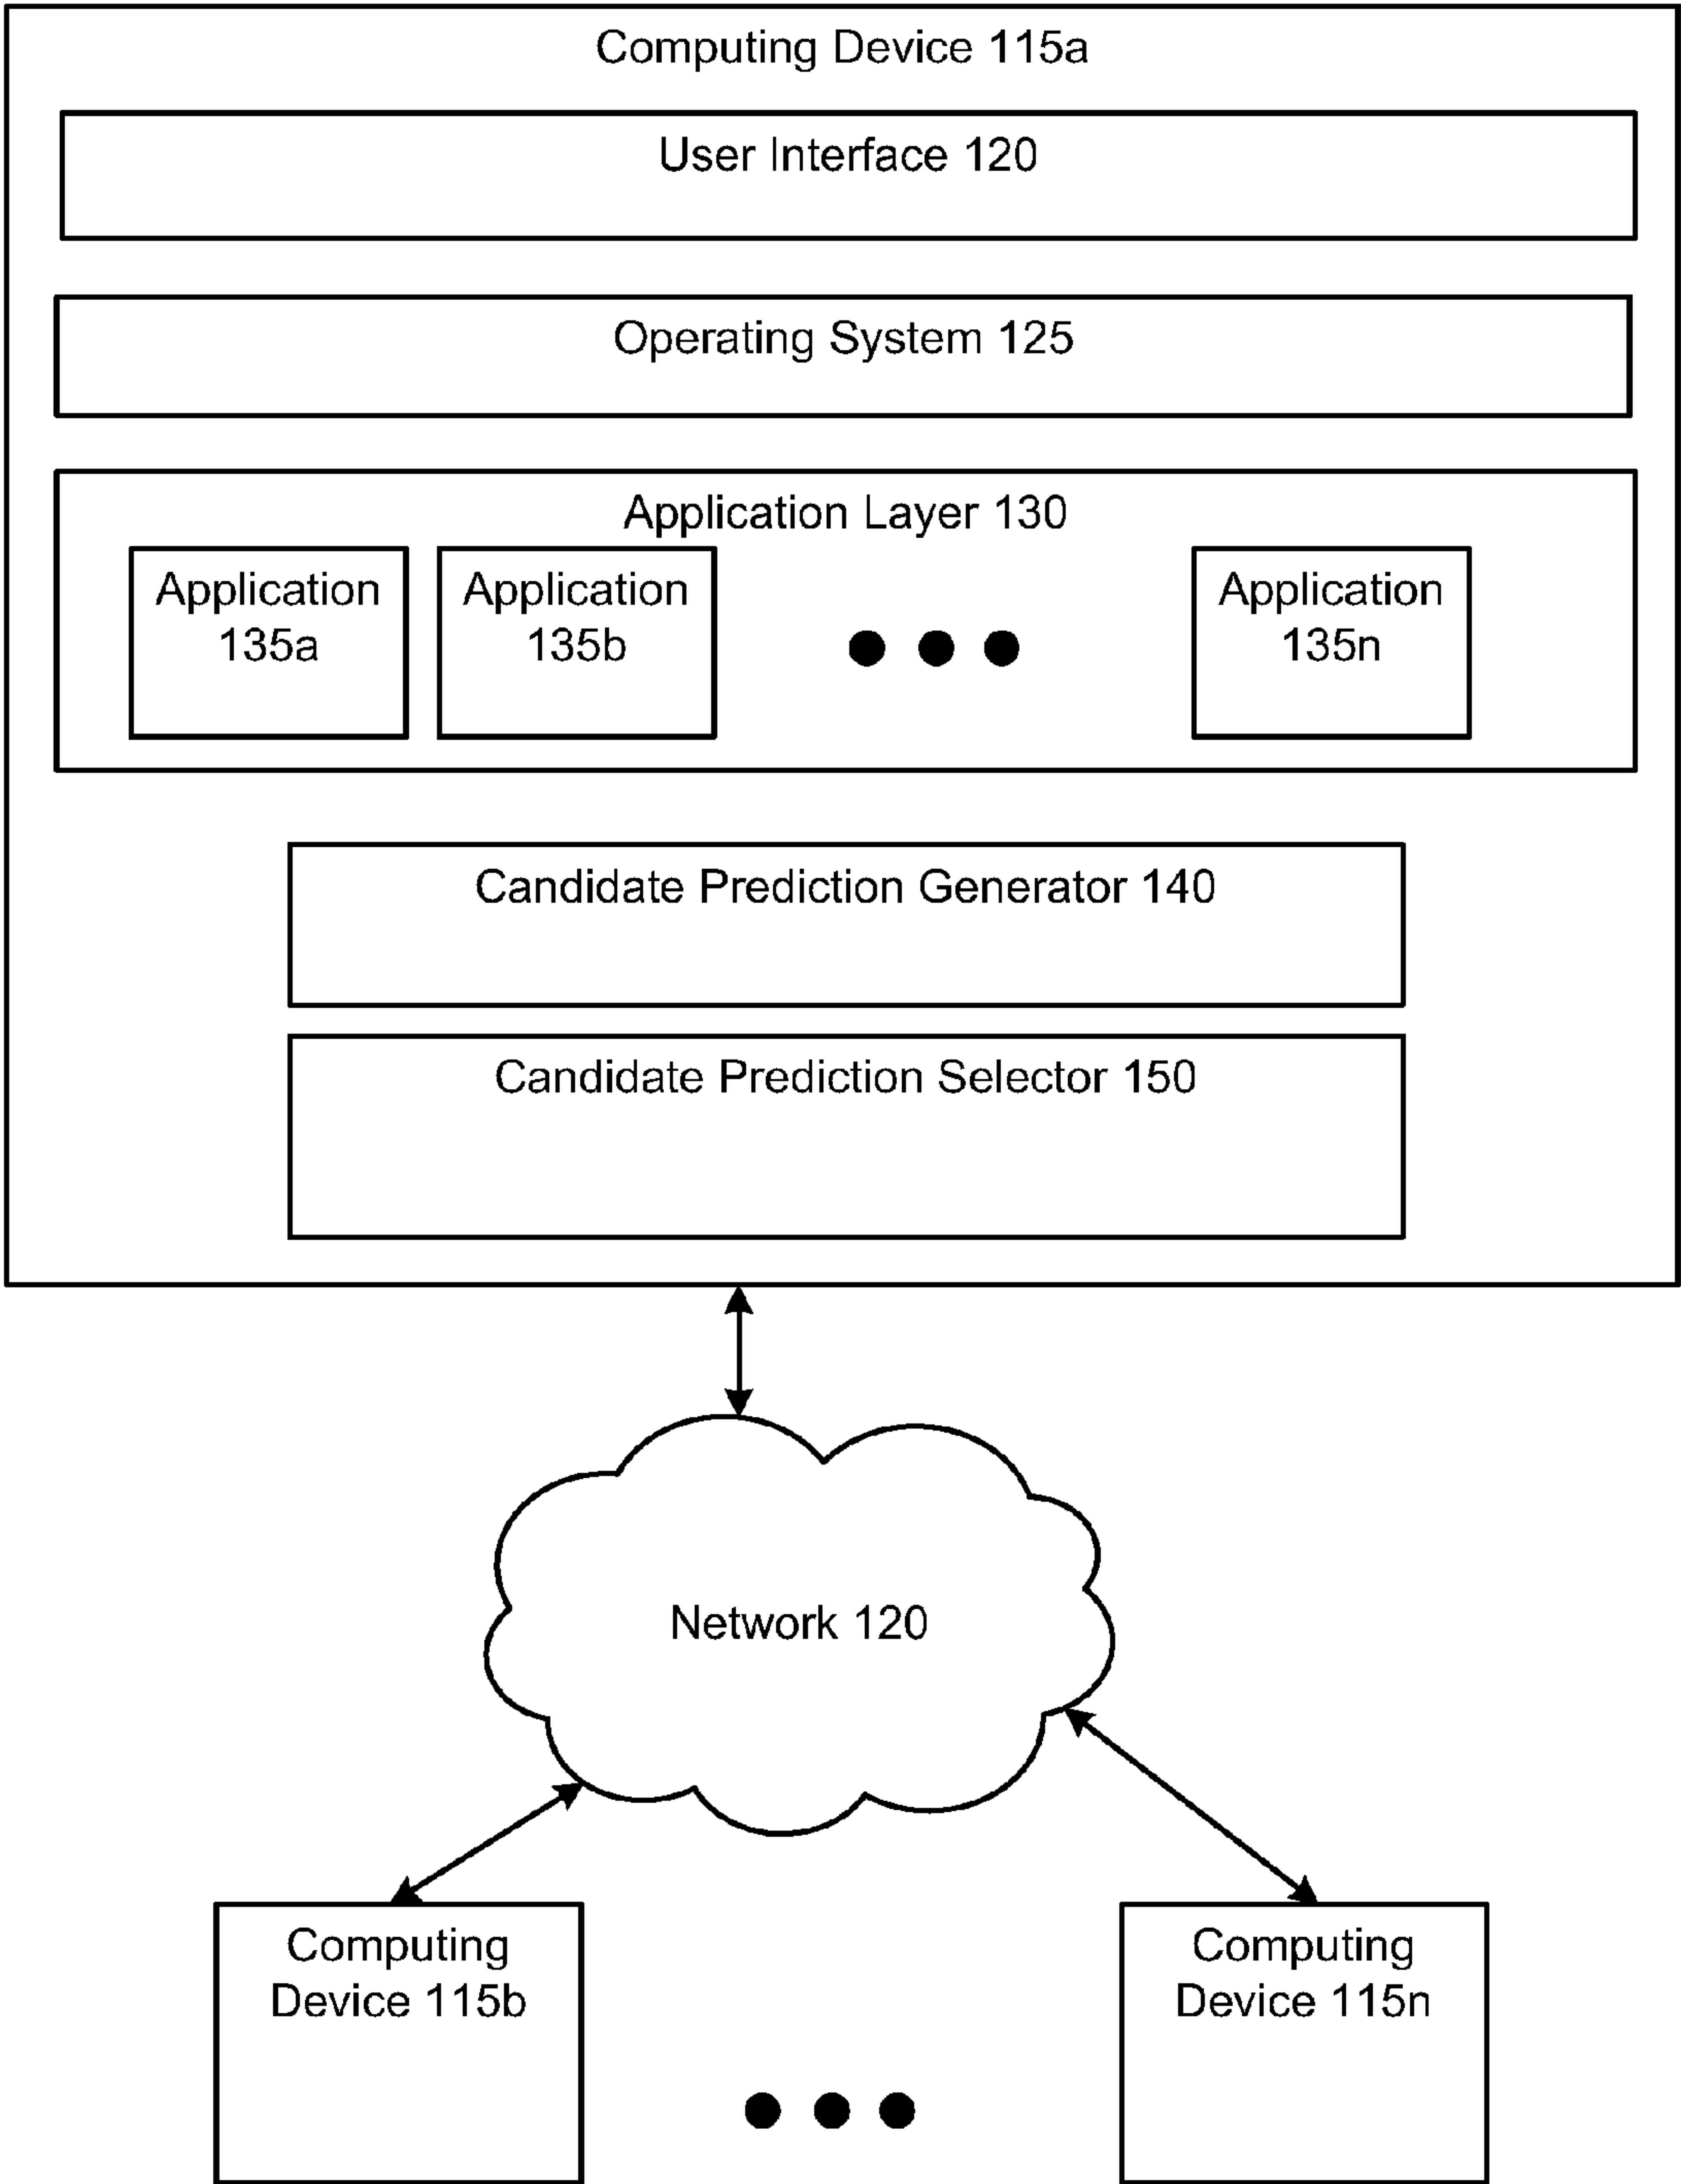 Computing Device 115a
User Interface 120
Operating System 125
Application Layer 130
Application
135a
Application
135b
Application
135n
Candidate Prediction Generator 140
Candidate Prediction Selector 150
Network 120
Computing
Device 115b
Computing
Device 115n